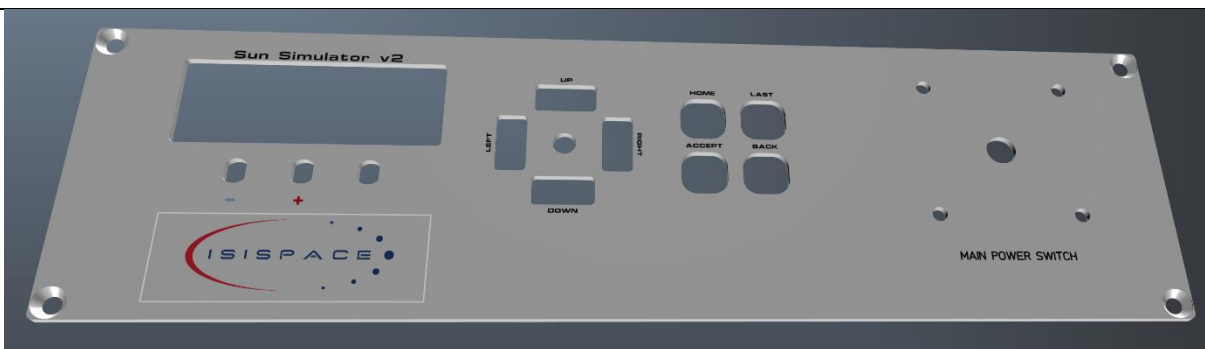 Sun Simulator v2
UP
LEFT
RIGHT
DOWN
HOME
LAST
ACCEPT
BACK
-
+
ISISPACE
MAIN POWER SWITCH